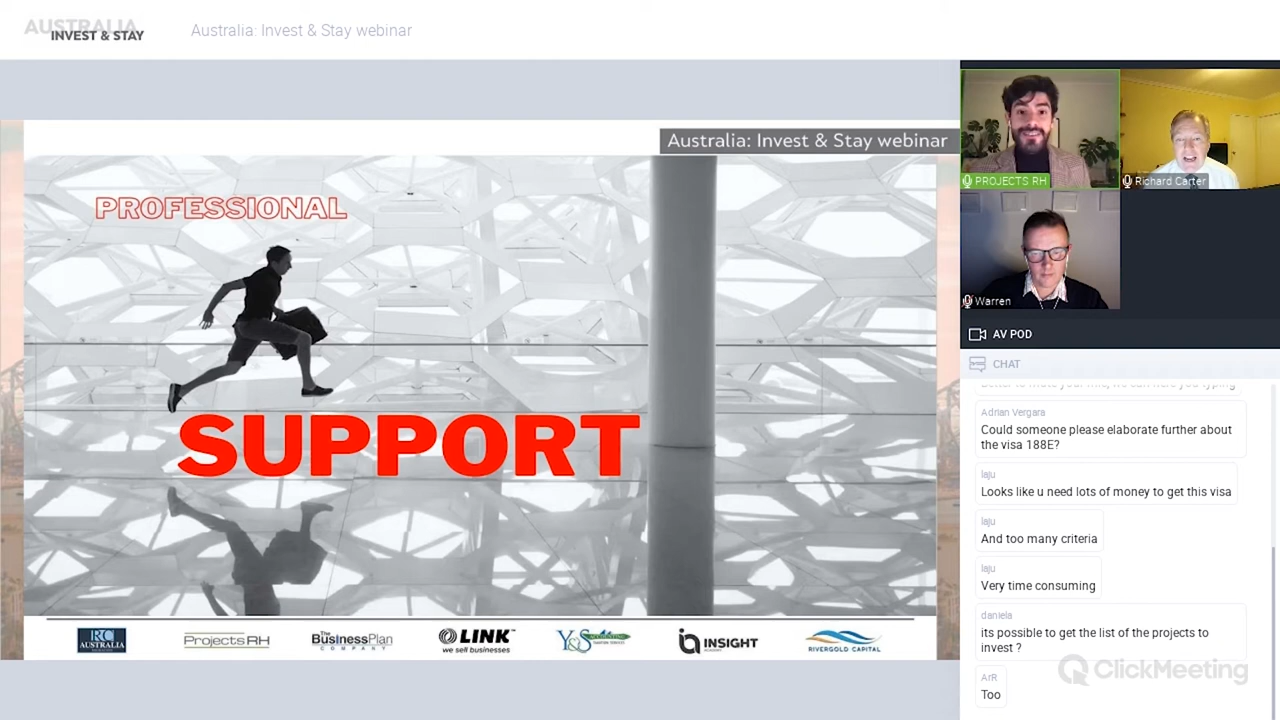 AUSTRALIA
INVEST & STAY
Australia: Invest & Stay webinar
Australia: Invest & Stay webinar
PROFESSIONAL
SUPPORT
RC
AUSTRALIA
ProjectsRH
The
BusinessPlan
COMPANY
LINK
we sell businesses
Y&S ACCOUNTING
INSIGHT
RIVERGOLD CAPITAL
PROJECTS RH
Richard Carter
Warren
AV POD
CHAT
Adrian Vergara
Could someone please elaborate further about
the visa 188E?
laju
Looks like u need lots of money to get this visa
laju
And too many criteria
laju
Very time consuming
daniela
its possible to get the list of the projects to
invest ?
ArR
Too
ClickMeeting